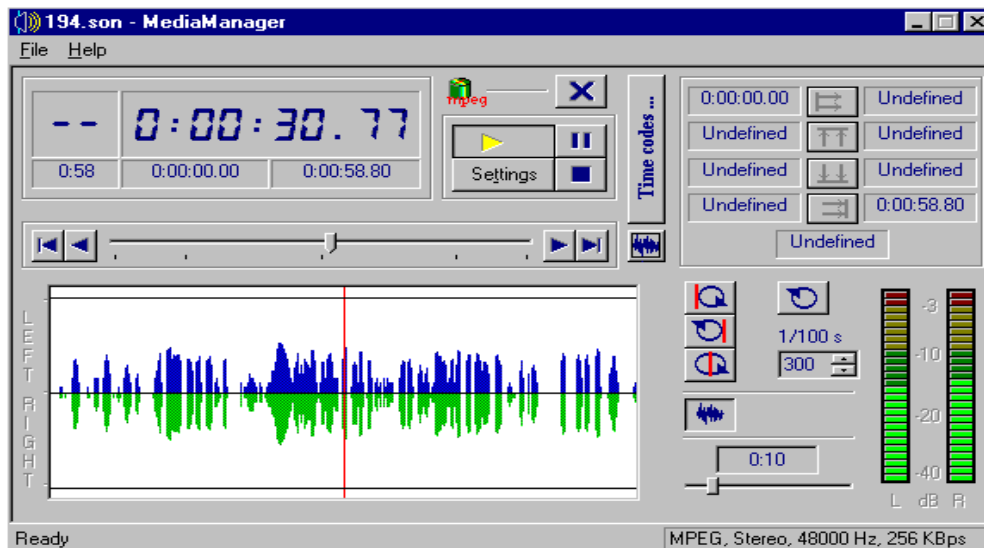 194.son - MediaManager
File Help
-- 0:00:30.77
0:58 0:00:00.00 0:00:58.80
mpeg
Settings
Time codes ...
0:00:00.00 Undefined
Undefined Undefined
Undefined Undefined
Undefined 0:00:58.80
Undefined
LEFT RIGHT
1/100 s
300
0:10
-3
-10
-20
-40
L dB R
Ready
MPEG, Stereo, 48000 Hz, 256 KBps